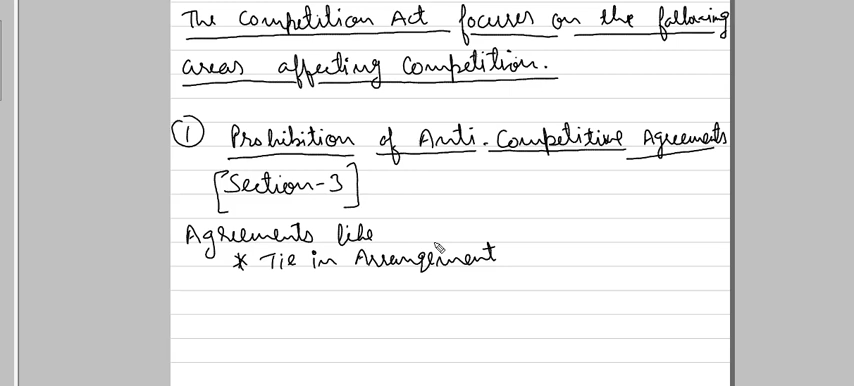 The Competition Act focuses on the following
areas affecting Competition.
① Prohibition of Anti-Competitive Agreements
[Section-3]
Agreements like
* Tie in Arrangement